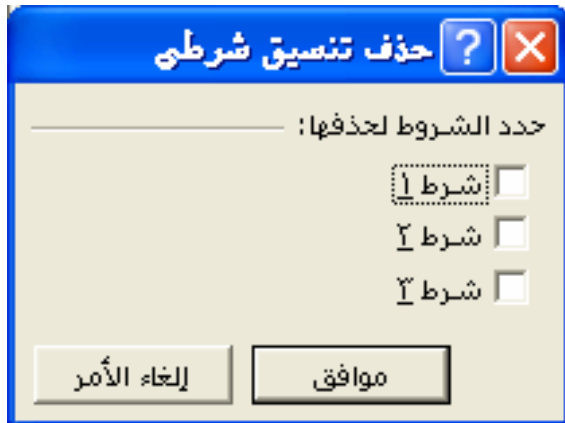 حذف تنسيق شرطي
حدد الشروط لحذفها:
شرط ١
شرط ٢
شرط ٣
موافق
إلغاء الأمر